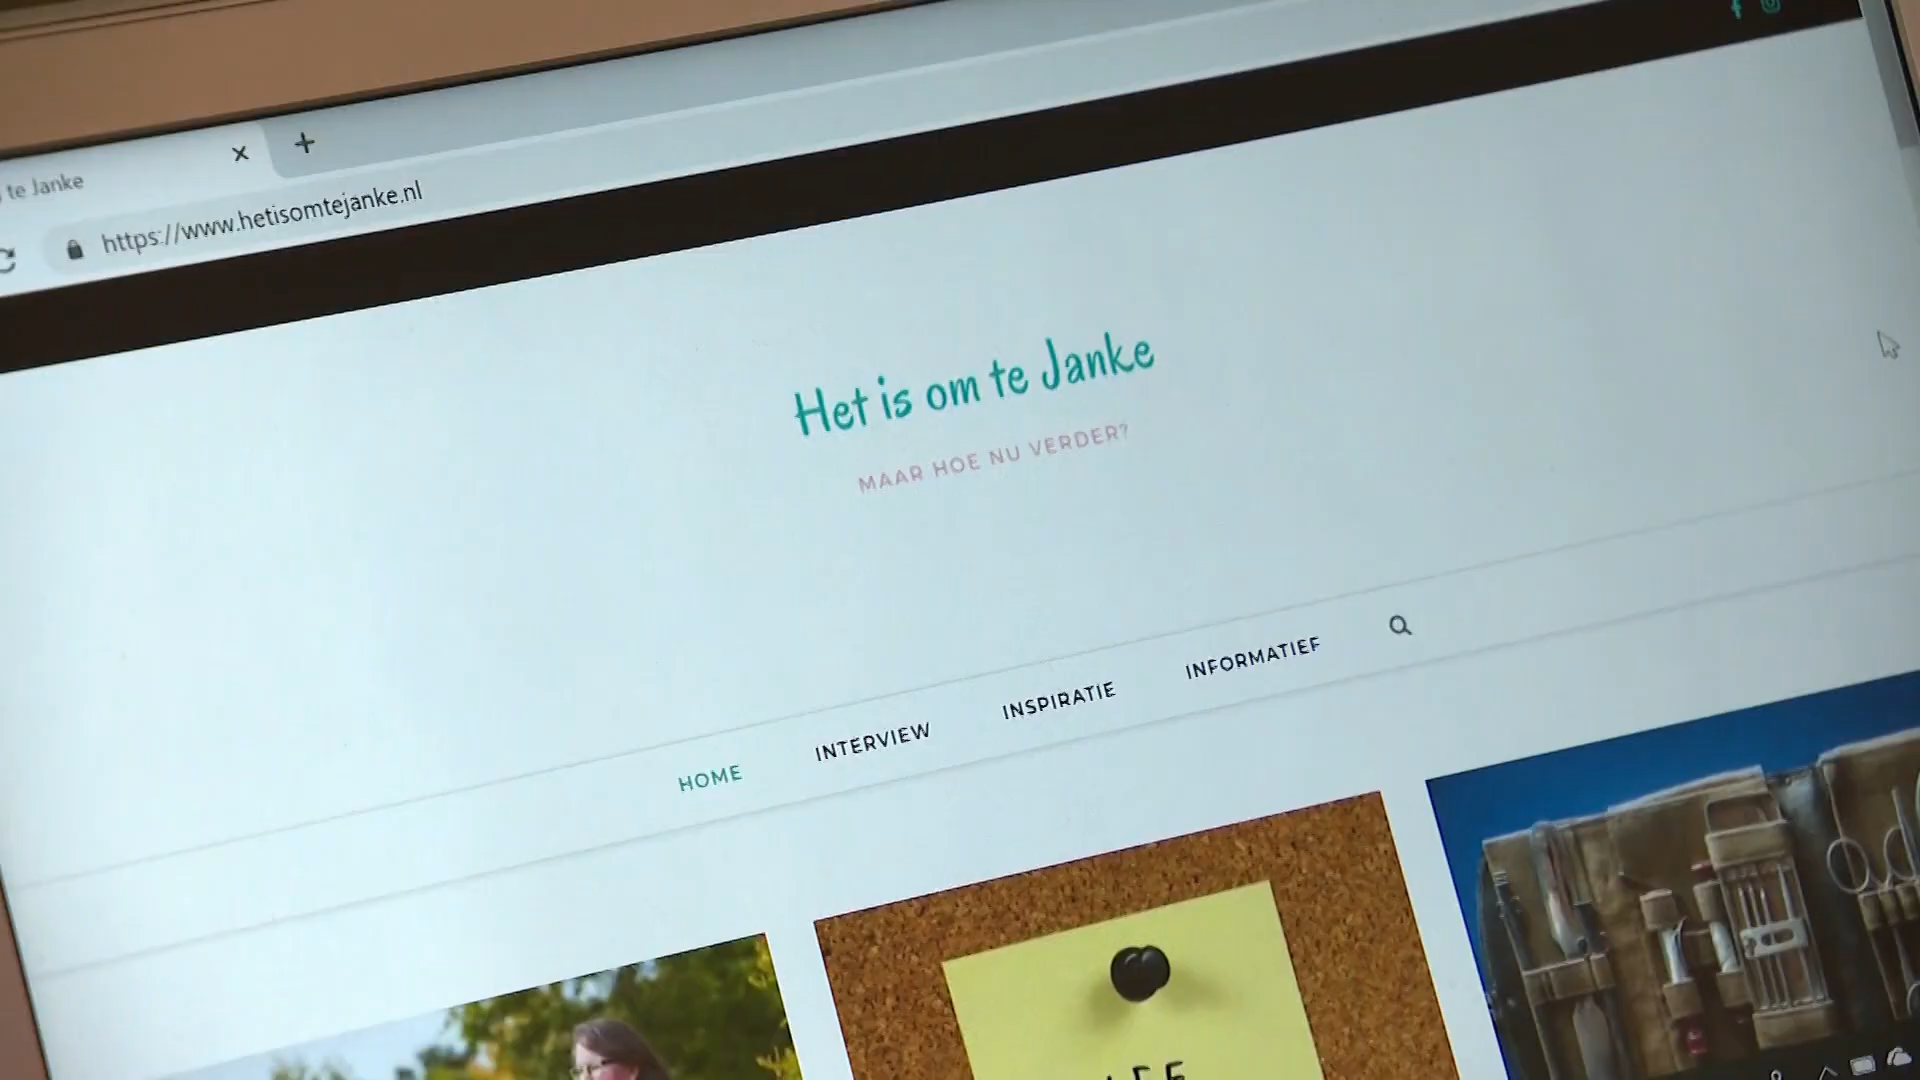 te Janke
https://www.hetisomtejanke.nl
Het is om te Janke
MAAR HOE NU VERDER?
HOME INTERVIEW INSPIRATIE INFORMATIEF